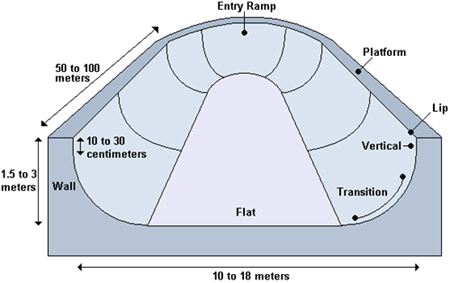 Entry Ramp
50 to 100
meters
Platform
Lip
10 to 30
centimeters
Vertical
1.5 to 3
meters
Wall
Transition
Flat
10 to 18 meters